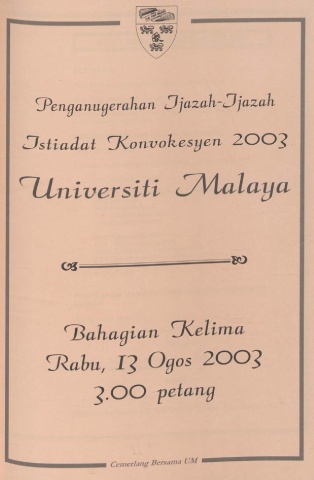 Penganugerahan Ijazah-Ijazah
Istiadat Konvokesyen 2003
Universiti Malaya
Bahagian Kelima
Rabu, 13 Ogos 2003
3.00 petang
Cemerlang Bersama UM